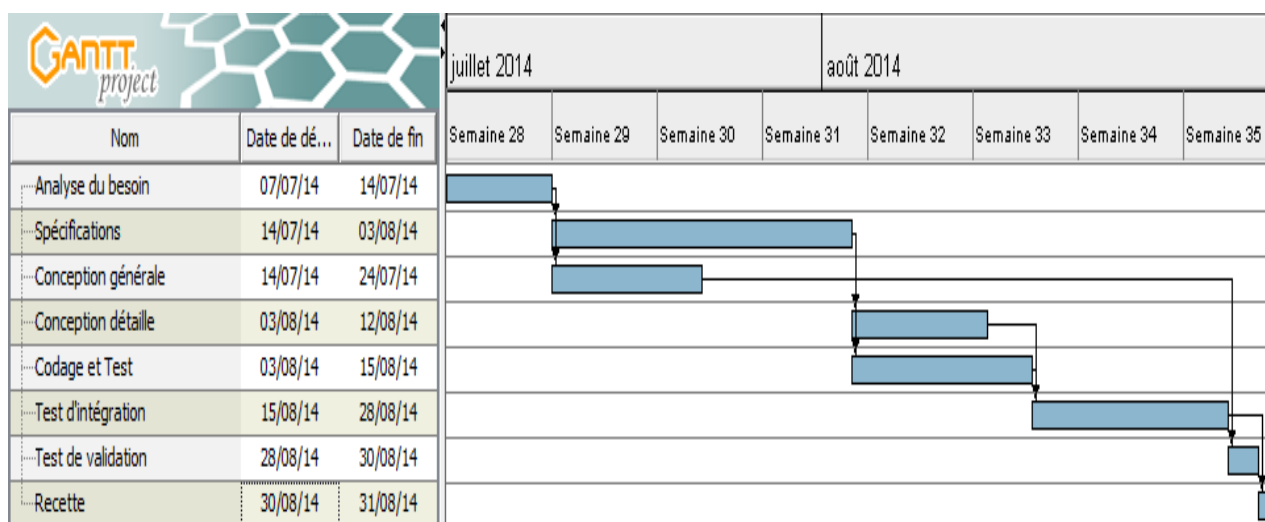 GANTT
project
juillet 2014 août 2014
Nom Date de dé... Date de fin Semaine 28 Semaine 29 Semaine 30 Semaine 31 Semaine 32 Semaine 33 Semaine 34 Semaine 35
Analyse du besoin 07/07/14 14/07/14
Spécifications 14/07/14 03/08/14
Conception générale 14/07/14 24/07/14
Conception détaille 03/08/14 12/08/14
Codage et Test 03/08/14 15/08/14
Test d'intégration 15/08/14 28/08/14
Test de validation 28/08/14 30/08/14
Recette 30/08/14 31/08/14